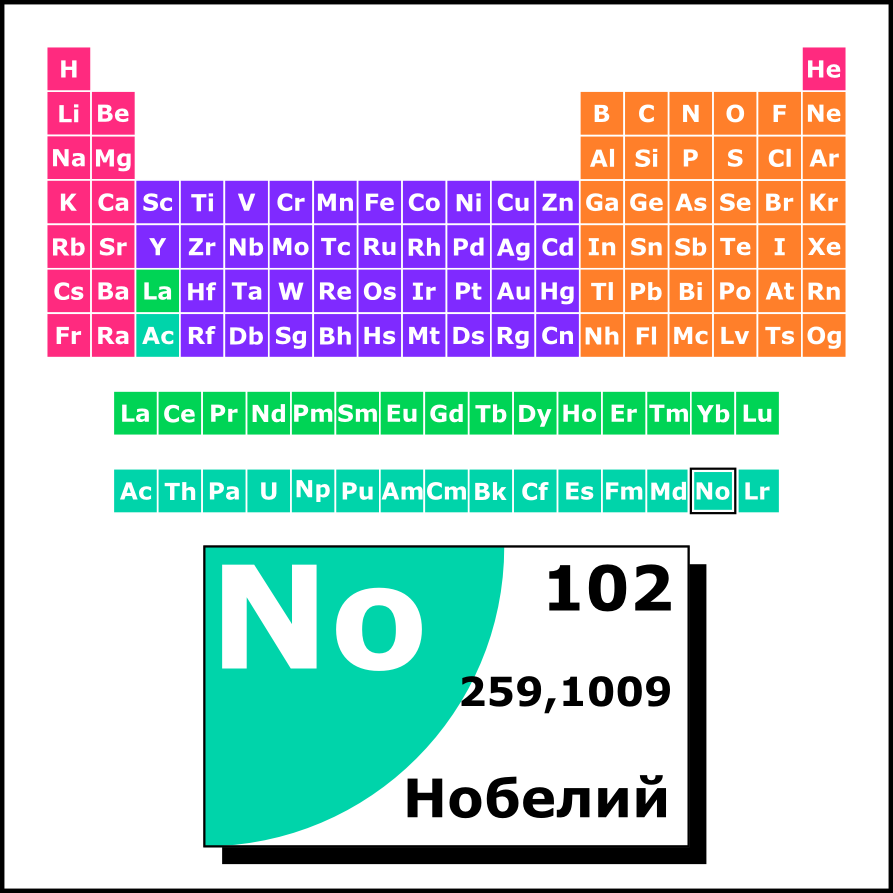 H He
Li Be B C N O F Ne
Na Mg Al Si P S Cl Ar
K Ca Sc Ti V Cr Mn Fe Co Ni Cu Zn Ga Ge As Se Br Kr
Rb Sr Y Zr Nb Mo Tc Ru Rh Pd Ag Cd In Sn Sb Te I Xe
Cs Ba La Hf Ta W Re Os Ir Pt Au Hg Tl Pb Bi Po At Rn
Fr Ra Ac Rf Db Sg Bh Hs Mt Ds Rg Cn Nh Fl Mc Lv Ts Og
La Ce Pr Nd Pm Sm Eu Gd Tb Dy Ho Er Tm Yb Lu
Ac Th Pa U Np Pu Am Cm Bk Cf Es Fm Md No Lr
No
102
259,1009
Нобелий